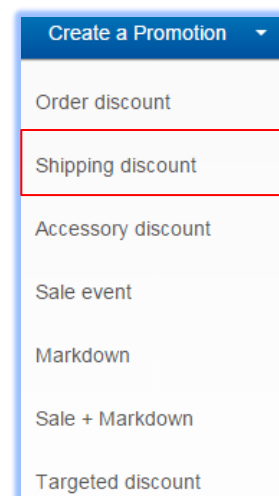 Create a Promotion
Order discount
Shipping discount
Accessory discount
Sale event
Markdown
Sale + Markdown
Targeted discount